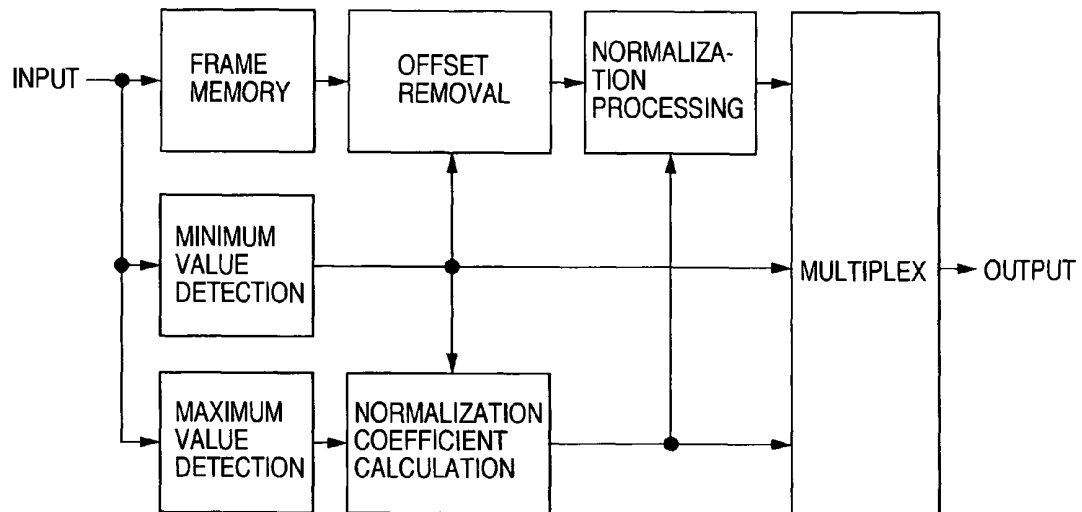 INPUT
FRAME
MEMORY
OFFSET
REMOVAL
NORMALIZA-
TION
PROCESSING
MINIMUM
VALUE
DETECTION
MULTIPLEX
OUTPUT
MAXIMUM
VALUE
DETECTION
NORMALIZATION
COEFFICIENT
CALCULATION